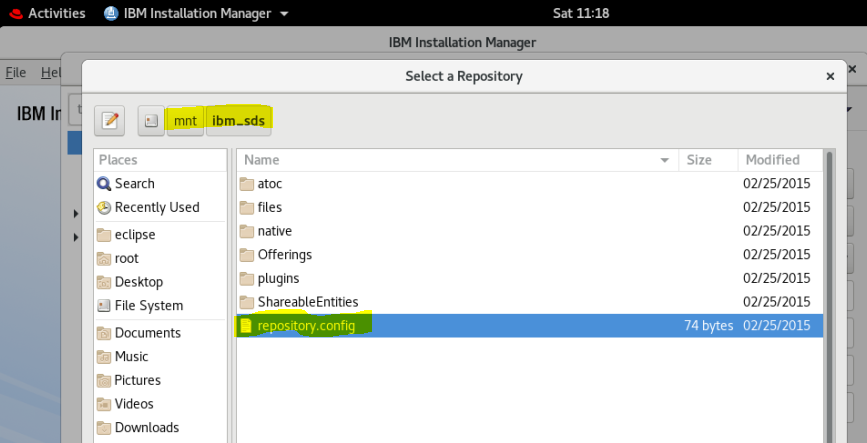 Activities IBM Installation Manager Sat 11:18
IBM Installation Manager
File Hel
Select a Repository
IBM In
mnt ibm_sds
Places Name Size Modified
Search atoc 02/25/2015
Recently Used files 02/25/2015
eclipse native 02/25/2015
root Offerings 02/25/2015
Desktop plugins 02/25/2015
File System ShareableEntities 02/25/2015
repository.config 74 bytes 02/25/2015
Documents
Music
Pictures
Videos
Downloads